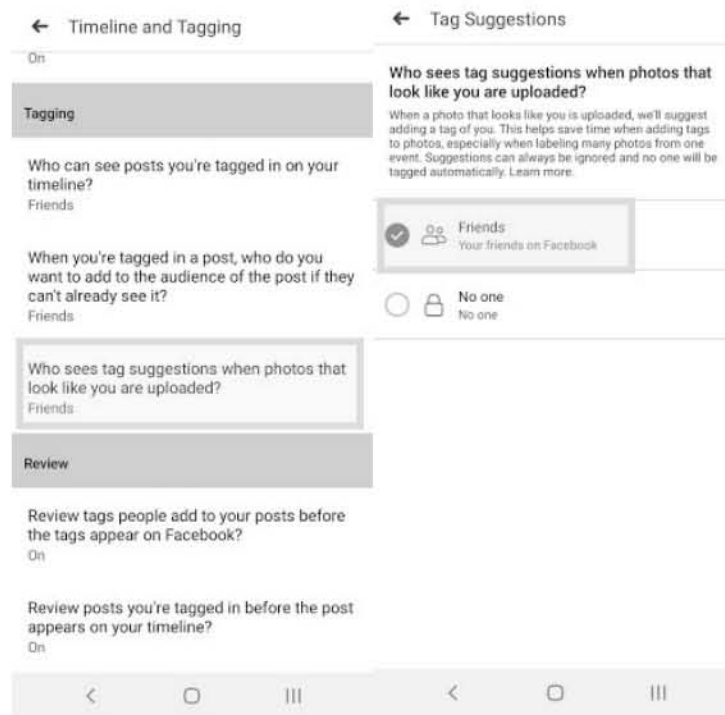 Timeline and Tagging
On
Tagging
Who can see posts you're tagged in on your
timeline?
Friends
When you're tagged in a post, who do you
want to add to the audience of the post if they
can't already see it?
Friends
Who sees tag suggestions when photos that
look like you are uploaded?
Friends
Review
Review tags people add to your posts before
the tags appear on Facebook?
On
Review posts you're tagged in before the post
appears on your timeline?
On
Tag Suggestions
Who sees tag suggestions when photos that
look like you are uploaded?
When a photo that looks like you is uploaded, we'll suggest
adding a tag of you. This helps save time when adding tags
to photos, especially when labeling many photos from one
event. Suggestions can always be ignored and no one will be
tagged automatically. Learn more.
Friends
Your friends on Facebook
No one
No one